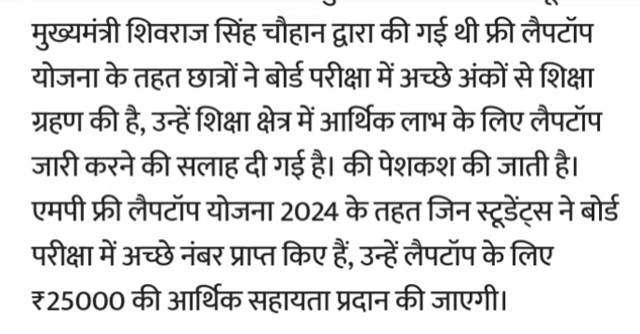 मुख्यमंत्री शिवराज सिंह चौहान द्वारा की गई थी फ्री लैपटॉप
योजना के तहत छात्रों ने बोर्ड परीक्षा में अच्छे अंकों से शिक्षा
ग्रहण की है, उन्हें शिक्षा क्षेत्र में आर्थिक लाभ के लिए लैपटॉप
जारी करने की सलाह दी गई है। की पेशकश की जाती है।
एमपी फ्री लैपटॉप योजना 2024 के तहत जिन स्टूडेंट्स ने बोर्ड
परीक्षा में अच्छे नंबर प्राप्त किए हैं, उन्हें लैपटॉप के लिए
₹25000 की आर्थिक सहायता प्रदान की जाएगी।